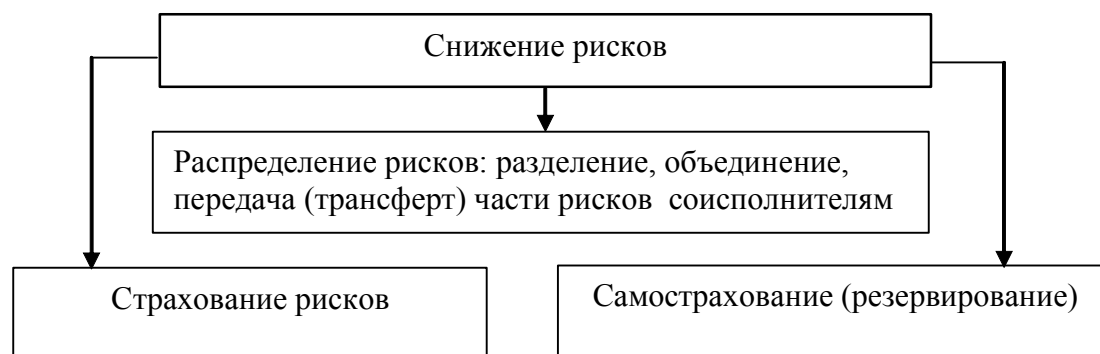 Снижение рисков
Распределение рисков: разделение, объединение,
передача (трансферт) части рисков соисполнителям
Страхование рисков
Самострахование (резервирование)